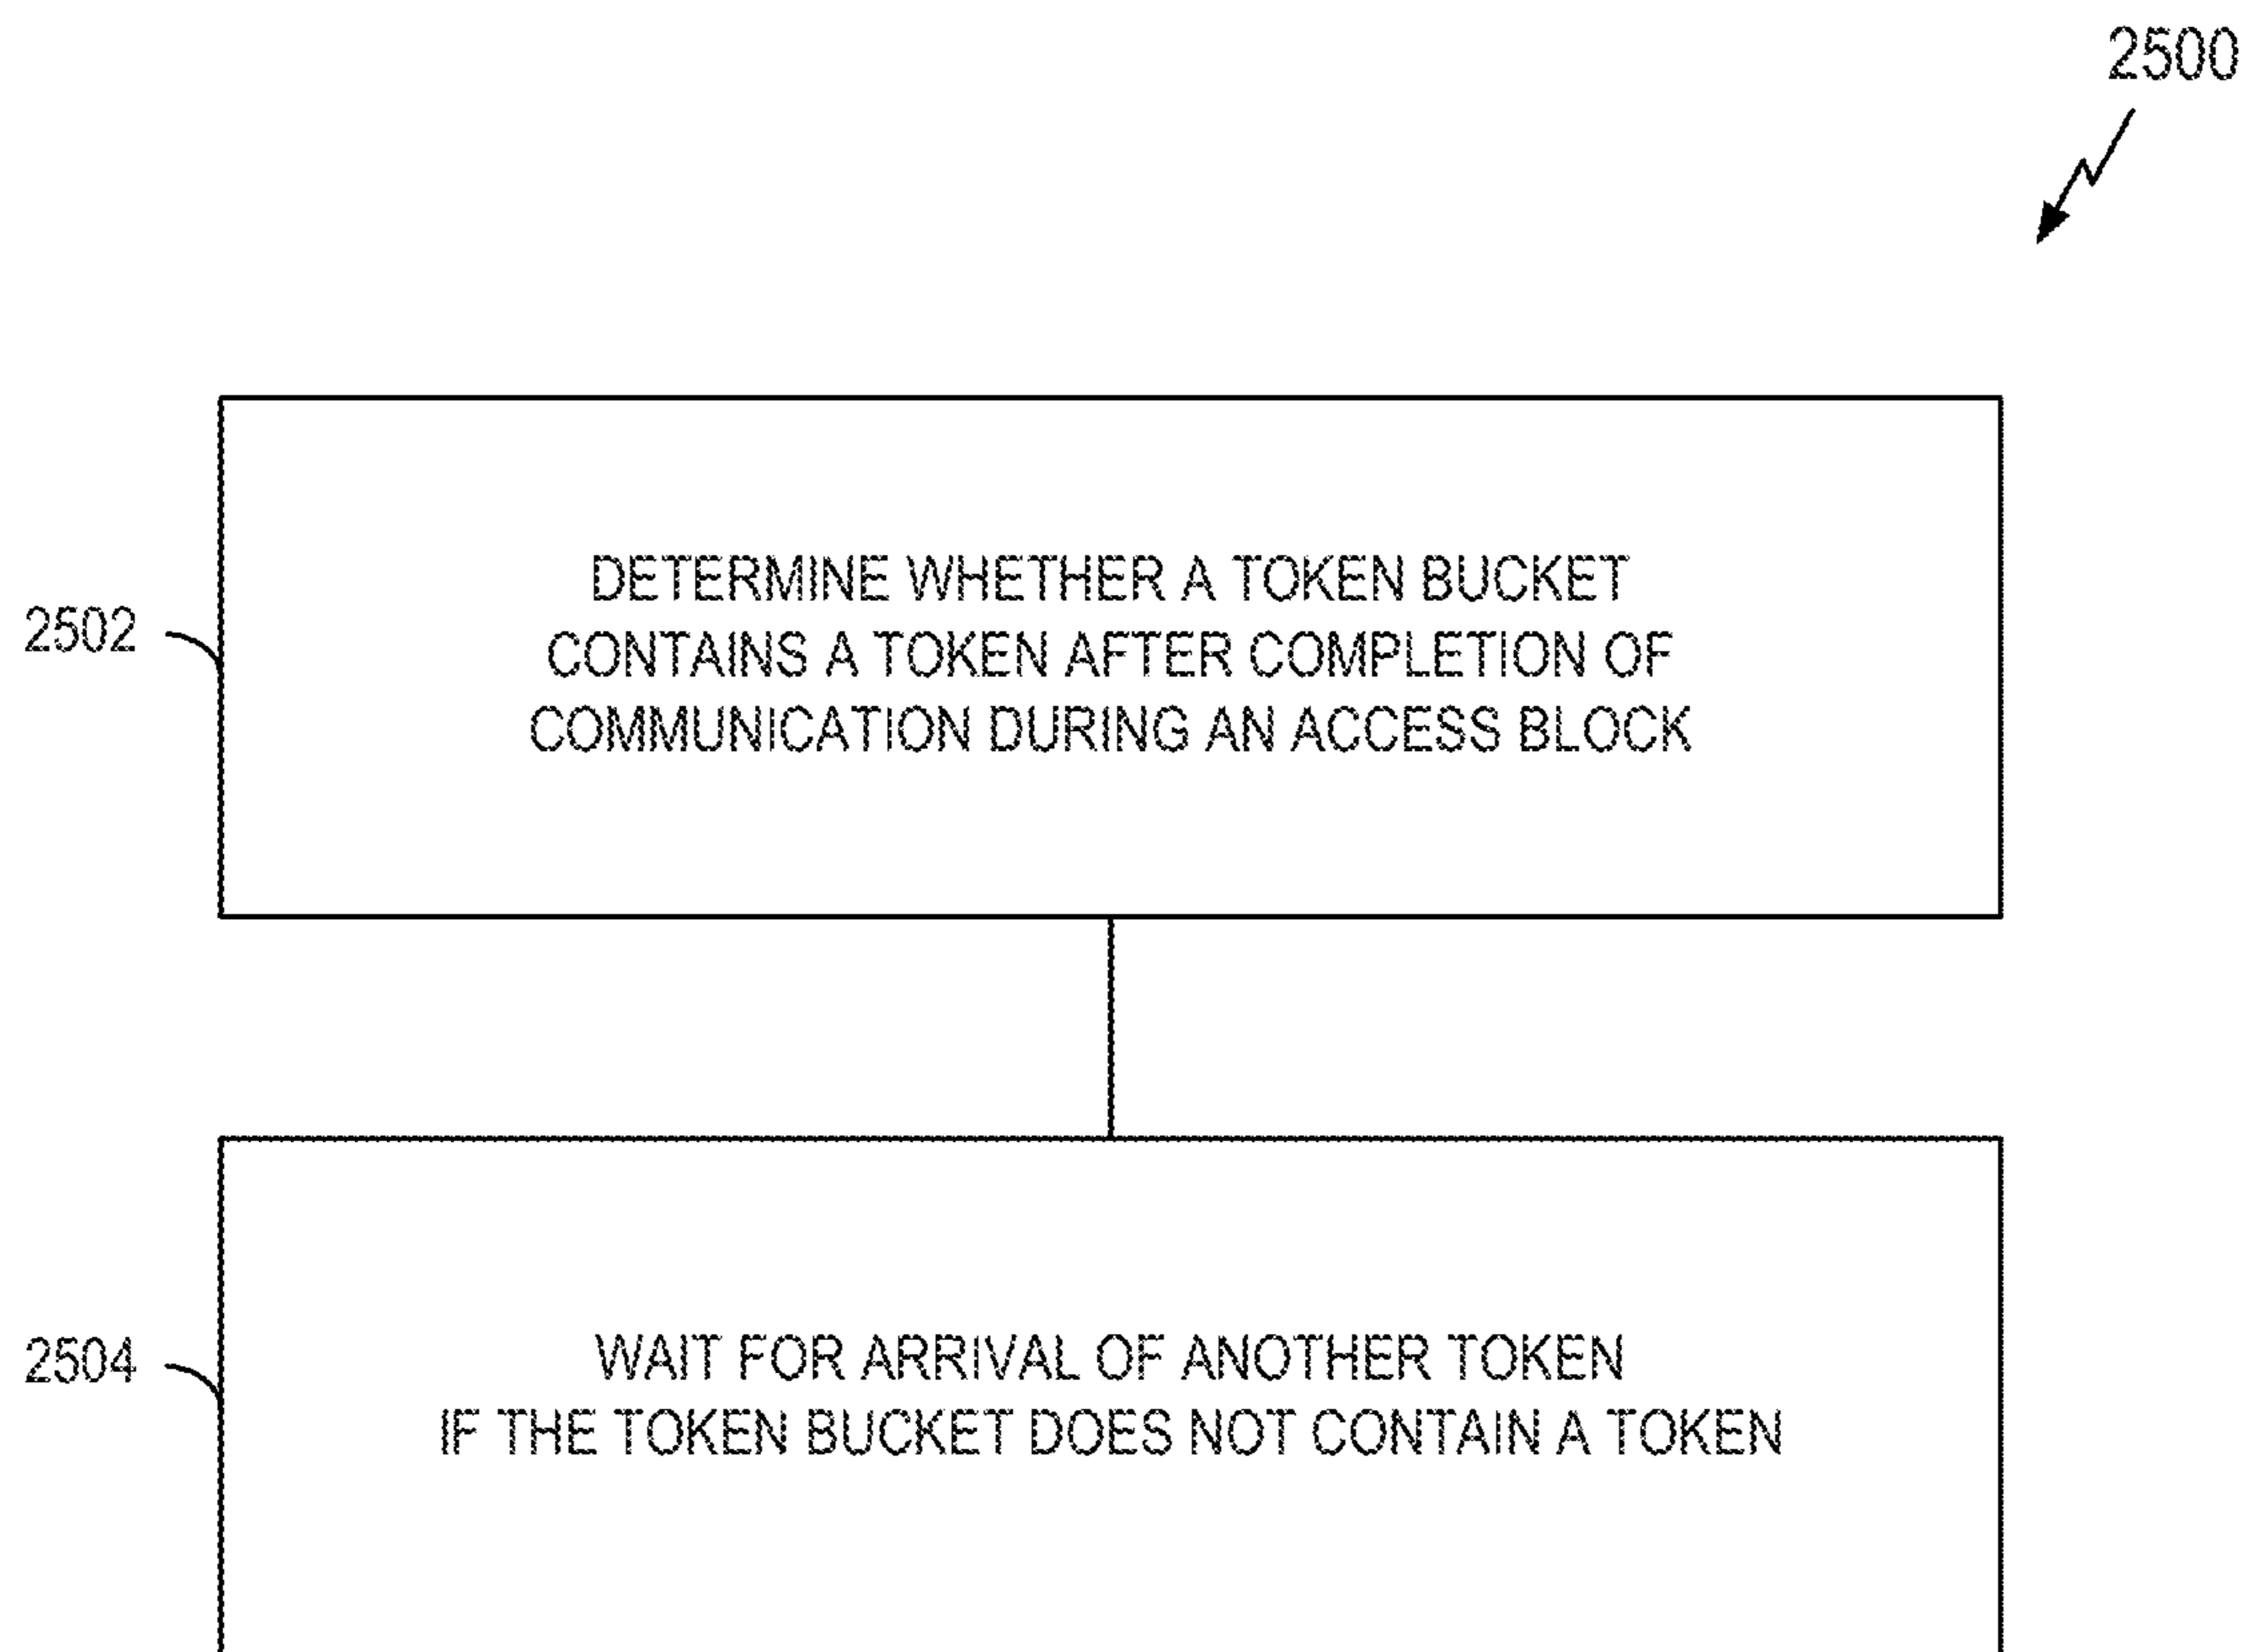 2500
2502
DETERMINE WHETHER A TOKEN BUCKET
CONTAINS A TOKEN AFTER COMPLETION OF
COMMUNICATION DURING AN ACCESS BLOCK
2504
WAIT FOR ARRIVAL OF ANOTHER TOKEN
IF THE TOKEN BUCKET DOES NOT CONTAIN A TOKEN